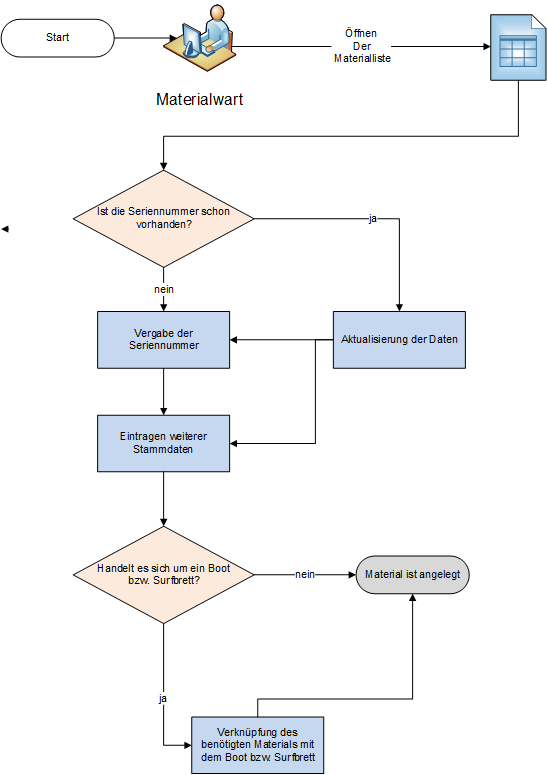 Start
Öffnen
Der
Materialliste
Materialwart
Ist die Seriennummer schon
vorhanden?
ja
nein
Vergabe der
Seriennummer
Aktualisierung der Daten
Eintragen weiterer
Stammdaten
Handelt es sich um ein Boot
bzw. Surfbrett?
nein
Material ist angelegt
ja
Verknüpfung des
benötigten Materials mit
dem Boot bzw. Surfbrett